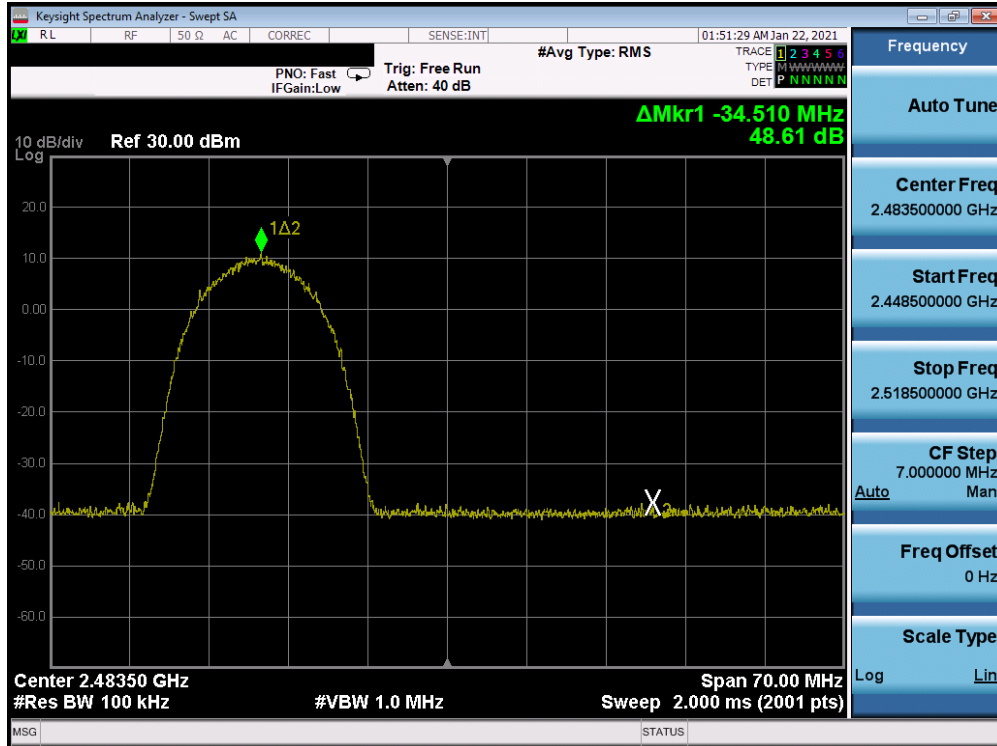 Keysight Spectrum Analyzer - Swept SA
LXI RL RF 50 Ω AC CORREC SENSE:INT 01:51:29 AM Jan 22, 2021
#Avg Type: RMS
TRACE 1 2 3 4 5 6
PNO: Fast Trig: Free Run
TYPE M WWWWW
IFGain:Low Atten: 40 dB
DET P N N N N N
ΔMkr1 -34.510 MHz
48.61 dB
10 dB/div Ref 30.00 dBm
Log
20.0
1Δ2
10.0
0.00
-10.0
-20.0
-30.0
-40.0
X2
-50.0
-60.0
Center 2.48350 GHz Span 70.00 MHz
#Res BW 100 kHz #VBW 1.0 MHz Sweep 2.000 ms (2001 pts)
MSG STATUS
Frequency
Auto Tune
Center Freq
2.483500000 GHz
Start Freq
2.448500000 GHz
Stop Freq
2.518500000 GHz
CF Step
7.000000 MHz
Auto Man
Freq Offset
0 Hz
Scale Type
Log Lin